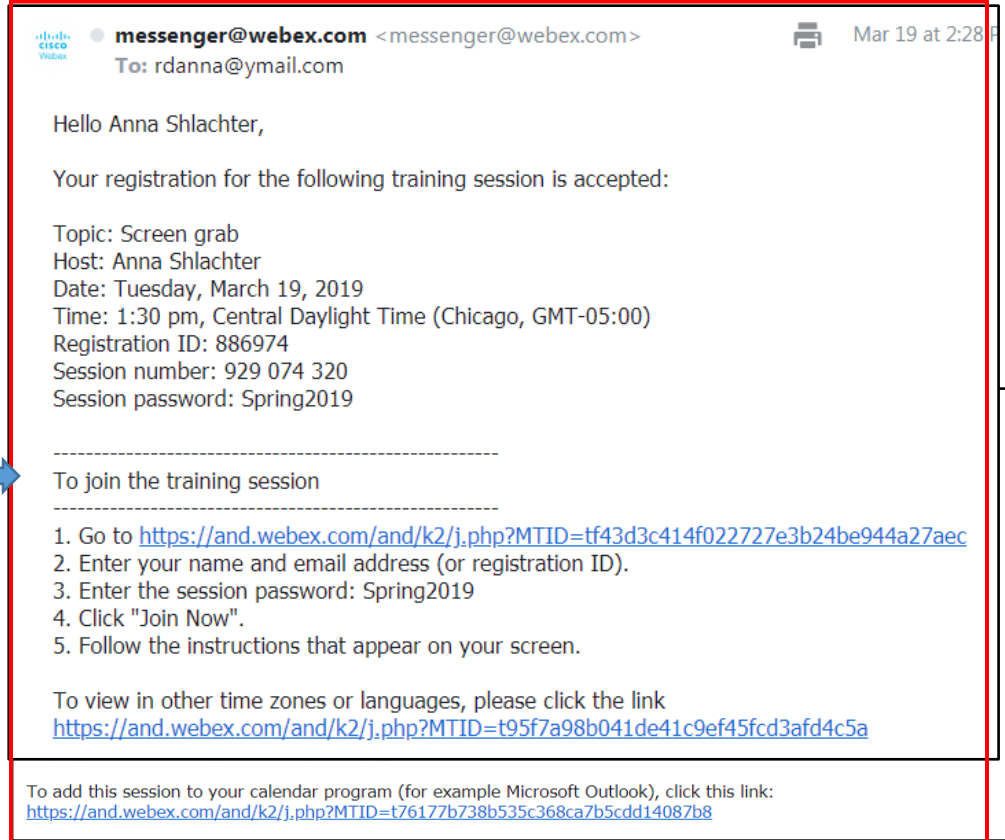 CISCO
Webex
messenger@webex.com <messenger@webex.com>
Mar 19 at 2:28
To: rdanna@ymail.com
Hello Anna Shlachter,
Your registration for the following training session is accepted:
Topic: Screen grab
Host: Anna Shlachter
Date: Tuesday, March 19, 2019
Time: 1:30 pm, Central Daylight Time (Chicago, GMT-05:00)
Registration ID: 886974
Session number: 929 074 320
Session password: Spring2019
-------------------------------------------------------
To join the training session
-------------------------------------------------------
1. Go to https://and.webex.com/and/k2/j.php?MTID=tf43d3c414f022727e3b24be944a27aec
2. Enter your name and email address (or registration ID).
3. Enter the session password: Spring2019
4. Click "Join Now".
5. Follow the instructions that appear on your screen.
To view in other time zones or languages, please click the link
https://and.webex.com/and/k2/j.php?MTID=t95f7a98b041de41c9ef45fcd3afd4c5a
To add this session to your calendar program (for example Microsoft Outlook), click this link:
https://and.webex.com/and/k2/j.php?MTID=t76177b738b535c368ca7b5cdd14087b8